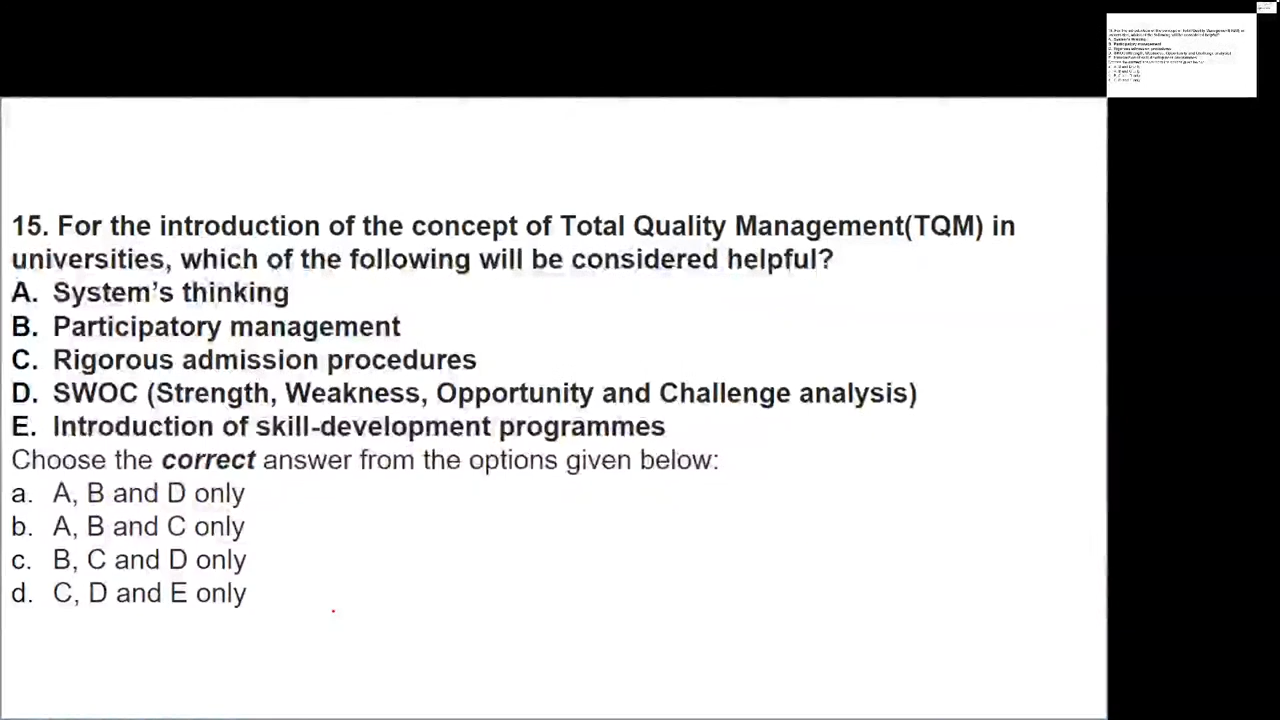 15. For the introduction of the concept of Total Quality Management(TQM) in
universities, which of the following will be considered helpful?
A. System’s thinking
B. Participatory management
C. Rigorous admission procedures
D. SWOC (Strength, Weakness, Opportunity and Challenge analysis)
E. Introduction of skill-development programmes
Choose the correct answer from the options given below:
a. A, B and D only
b. A, B and C only
c. B, C and D only
d. C, D and E only